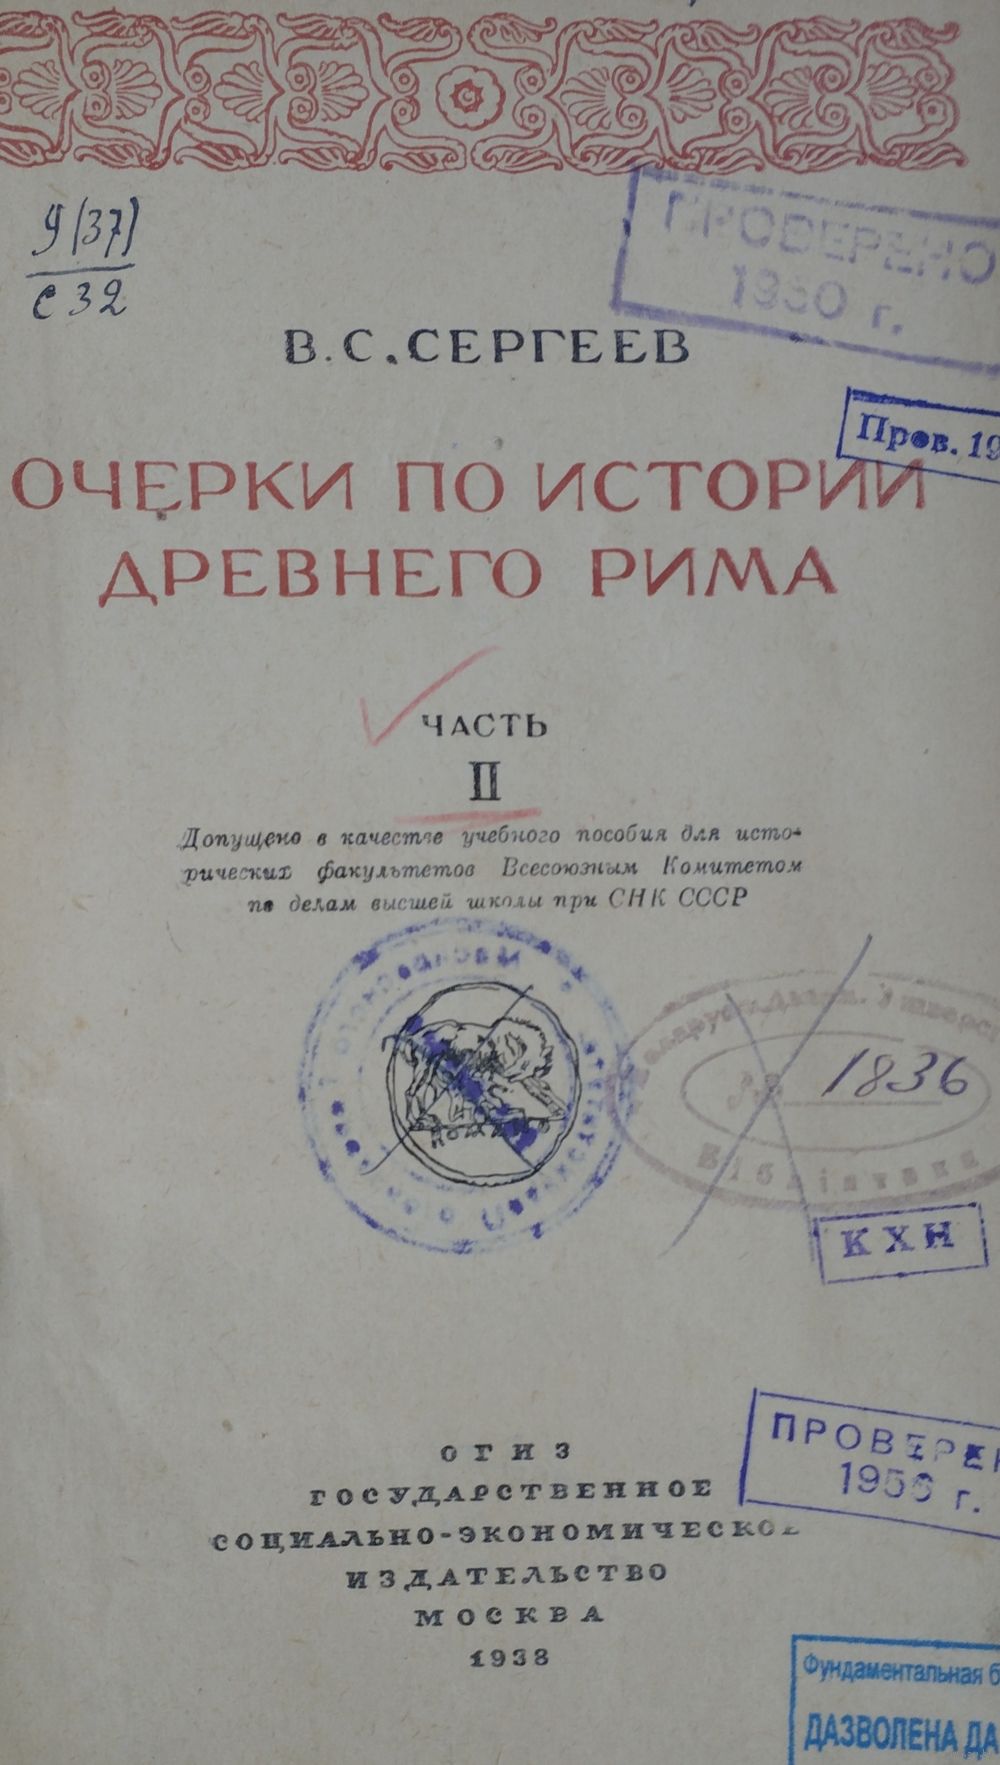 9(37)
С32
ПРОВЕРЕНО
1950 г.
В. С. СЕРГЕЕВ
Пров. 19
ОЧЕРКИ ПО ИСТОРИИ
ДРЕВНЕГО РИМА
ЧАСТЬ
II
Допущено в качестве учебного пособия для исто-
рических факультетов Всесоюзным Комитетом
по делам высшей школы при СНК СССР
1836
Бібліятэка
КХН
ПРОВЕРЕН
1956 г.
ОГИЗ
ГОСУДАРСТВЕННОЕ
СОЦИАЛЬНО-ЭКОНОМИЧЕСКОЕ
ИЗДАТЕЛЬСТВО
МОСКВА
1938
Фундаментальная б
ДАЗВОЛЕНА ДА